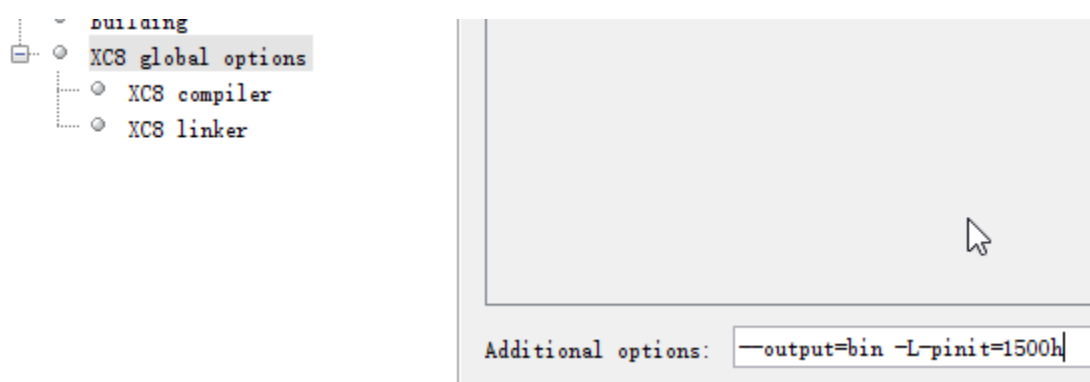 Building
XC8 global options
XC8 compiler
XC8 linker
Additional options: --output=bin -L-pinit=1500h